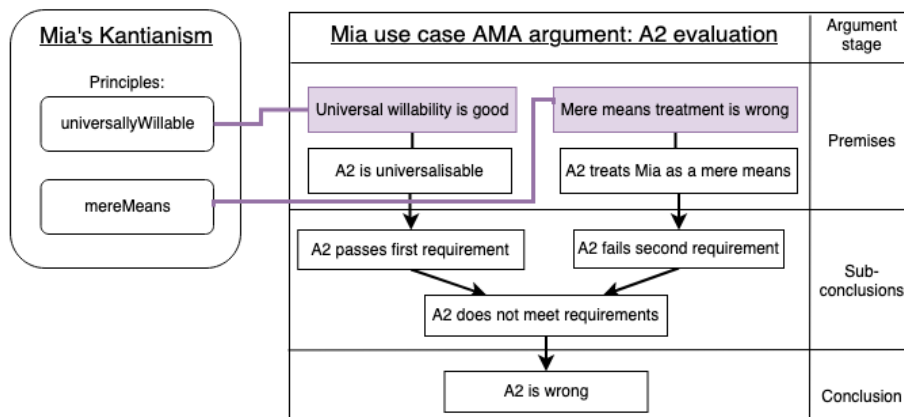 Mia's Kantianism
Principles:
universallyWillable
mereMeans
Mia use case AMA argument: A2 evaluation
Argument
stage
Universal willability is good
Mere means treatment is wrong
A2 is universalisable
A2 treats Mia as a mere means
Premises
A2 passes first requirement
A2 fails second requirement
A2 does not meet requirements
Sub-
conclusions
A2 is wrong
Conclusion